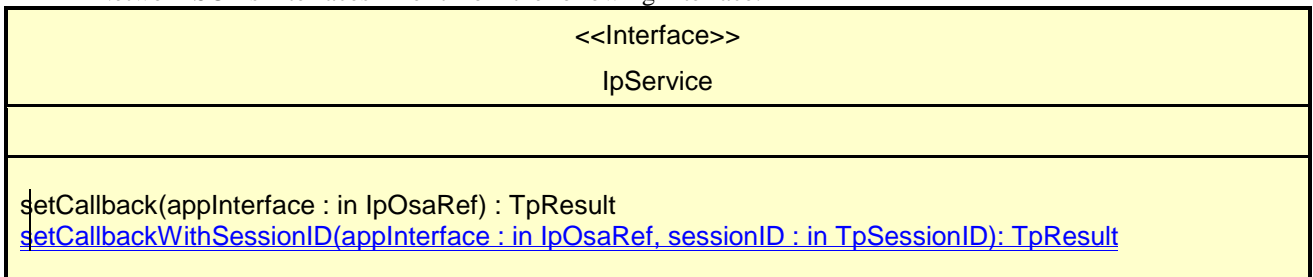 <<Interface>>
IpService
setCallback(appInterface : in IpOsaRef) : TpResult
setCallbackWithSessionID(appInterface : in IpOsaRef, sessionID : in TpSessionID): TpResult